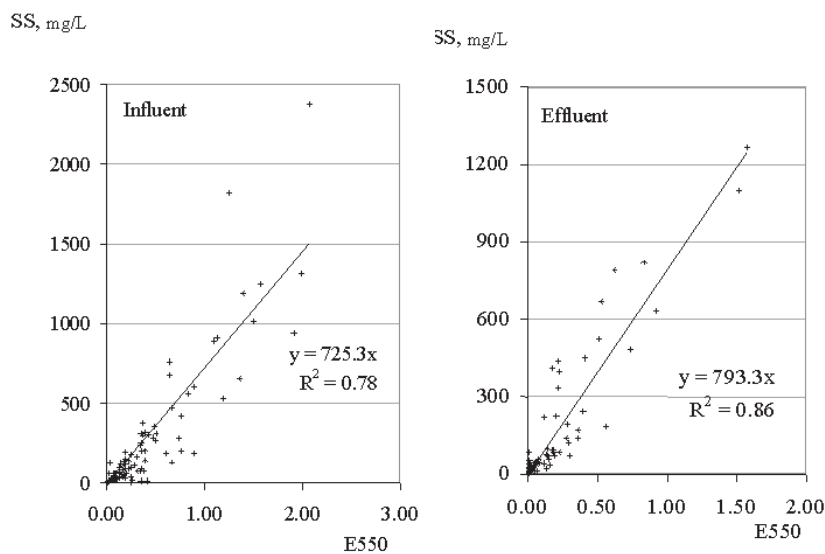 SS, mg/L
2500
2000
1500
1000
500
0
Influent
y = 725.3x
R² = 0.78
0.00 1.00 2.00 3.00
E550
SS, mg/L
1500
1200
900
600
300
0
Effluent
y = 793.3x
R² = 0.86
0.00 0.50 1.00 1.50 2.00
E550